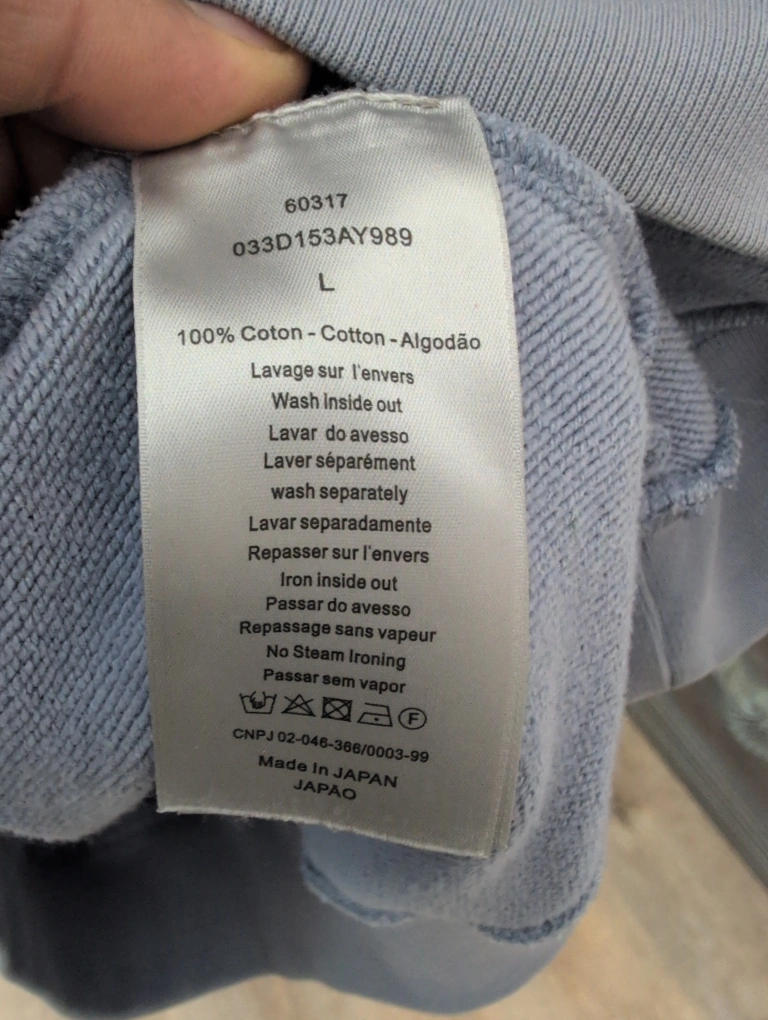 60317
033D153AY989
L
100% Coton - Cotton - Algodão
Lavage sur l'envers
Wash inside out
Lavar do avesso
Laver séparément
wash separately
Lavar separadamente
Repasser sur l'envers
Iron inside out
Passar do avesso
Repassage sans vapeur
No Steam Ironing
Passar sem vapor
F
CNPJ 02-046-366/0003-99
Made In JAPAN
JAPAO